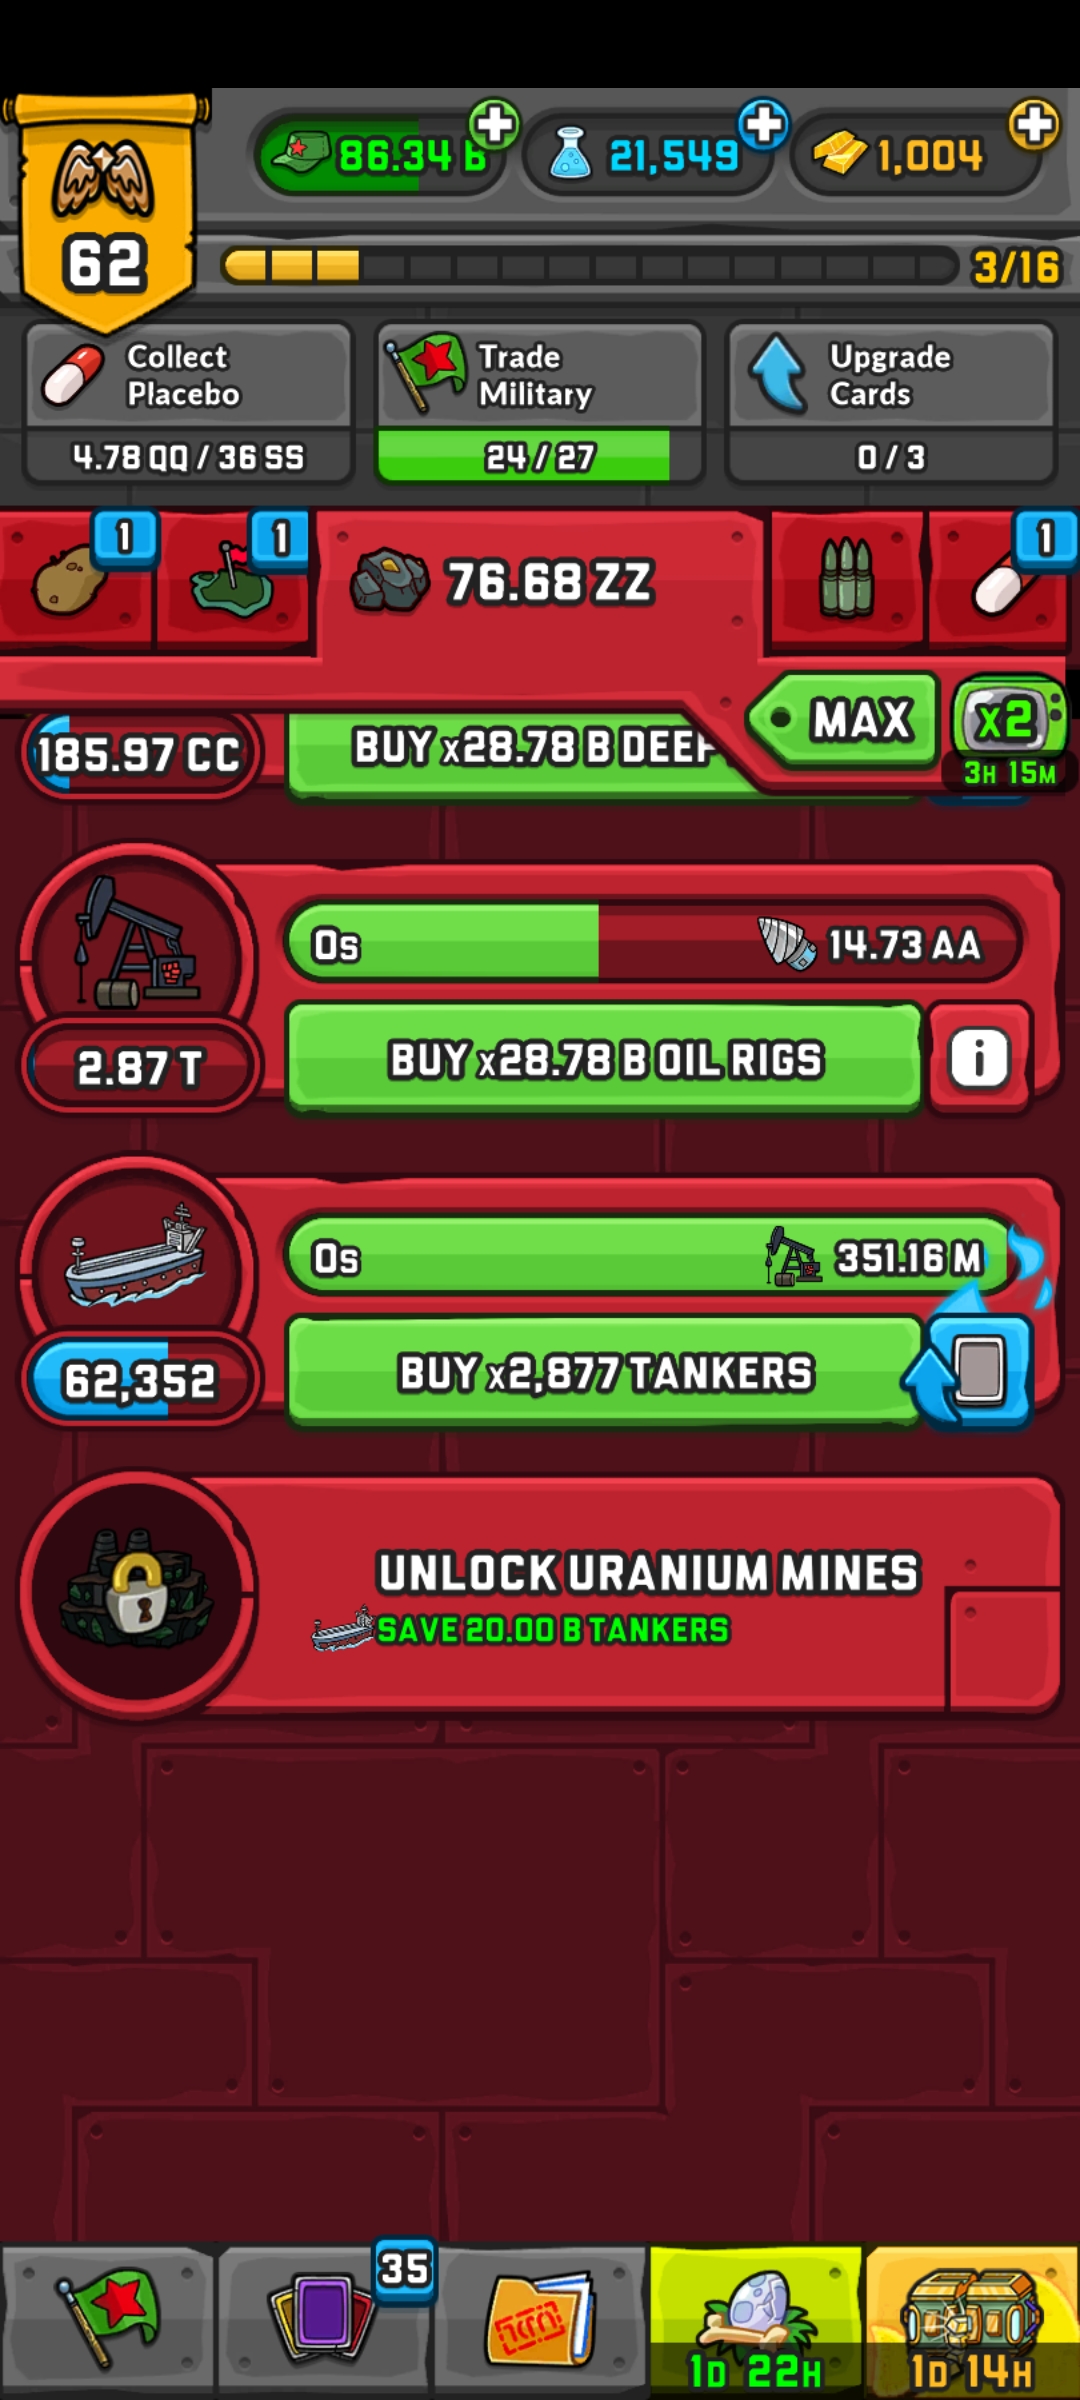 86.34 B
21,549
1,004
62
3/16
Collect
Placebo
4.78 QQ / 36 SS
Trade
Military
24 / 27
Upgrade
Cards
0 / 3
1
1
76.68 ZZ
1
MAX
x2
3H 15M
185.97 CC
BUY x28.78 B DEEP
0s
14.73 AA
2.87 T
BUY x28.78 B OIL RIGS
i
0s
351.16 M
62,352
BUY x2,877 TANKERS
UNLOCK URANIUM MINES
SAVE 20.00 B TANKERS
35
1D 22H
1D 14H